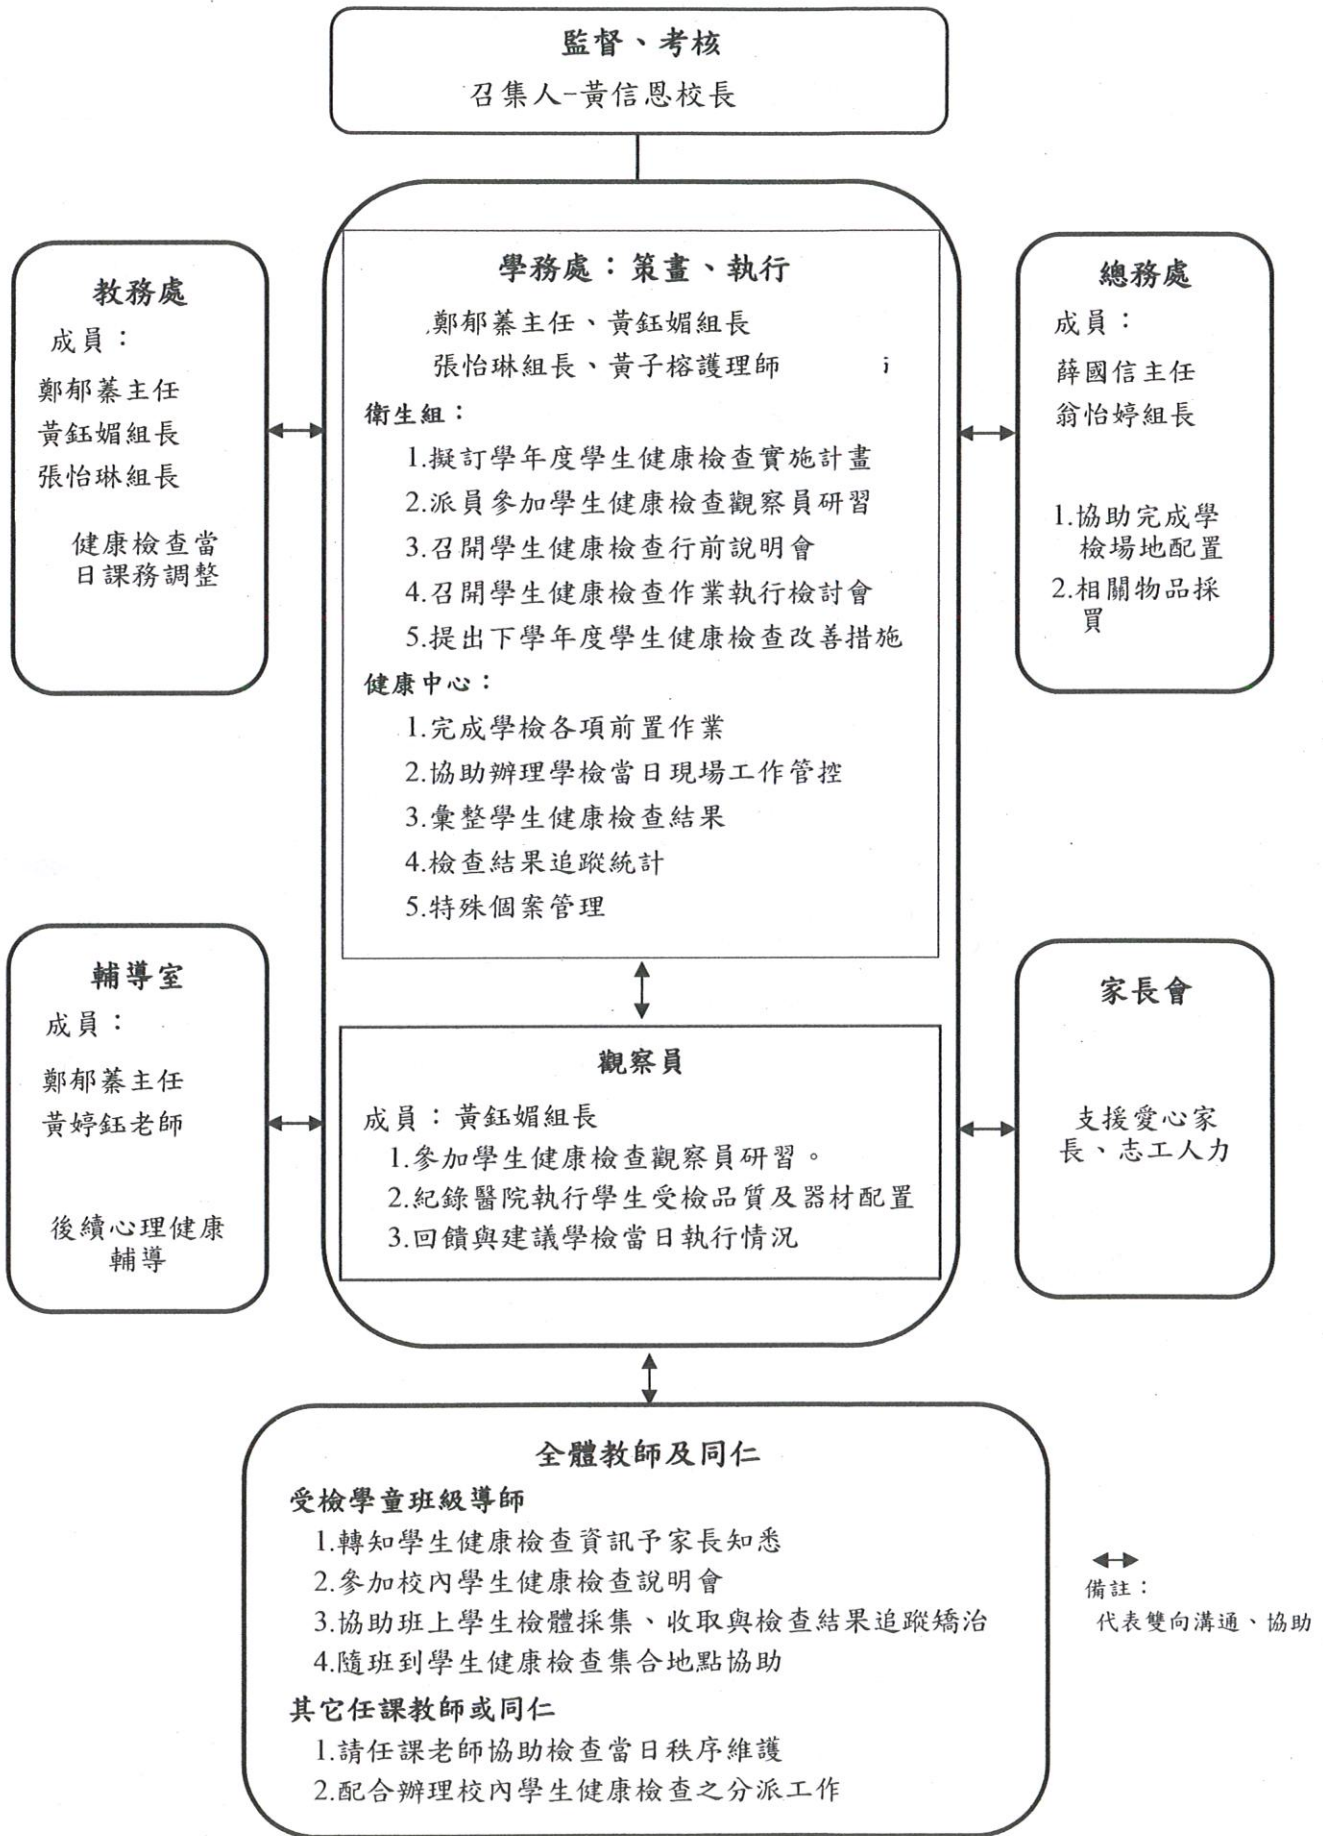 監督、考核
召集人-黃信恩校長
學務處：策畫、執行
鄭郁蓁主任、黃鈺媚組長
張怡琳組長、黃子榕護理師
衛生組：
1.擬訂學年度學生健康檢查實施計畫
2.派員參加學生健康檢查觀察員研習
3.召開學生健康檢查行前說明會
4.召開學生健康檢查作業執行檢討會
5.提出下學年度學生健康檢查改善措施
健康中心：
1.完成學檢各項前置作業
2.協助辦理學檢當日現場工作管控
3.彙整學生健康檢查結果
4.檢查結果追蹤統計
5.特殊個案管理
教務處
成員：
鄭郁蓁主任
黃鈺媚組長
張怡琳組長
健康檢查當
日課務調整
總務處
成員：
薛國信主任
翁怡婷組長
1.協助完成學
檢場地配置
2.相關物品採
買
輔導室
成員：
鄭郁蓁主任
黃婷鈺老師
後續心理健康
輔導
觀察員
成員：黃鈺媚組長
1.參加學生健康檢查觀察員研習。
2.紀錄醫院執行學生受檢品質及器材配置
3.回饋與建議學檢當日執行情況
家長會
支援愛心家
長、志工人力
全體教師及同仁
受檢學童班級導師
1.轉知學生健康檢查資訊予家長知悉
2.參加校內學生健康檢查說明會
3.協助班上學生檢體採集、收取與檢查結果追蹤矯治
4.隨班到學生健康檢查集合地點協助
其它任課教師或同仁
1.請任課老師協助檢查當日秩序維護
2.配合辦理校內學生健康檢查之分派工作
備註：
代表雙向溝通、協助